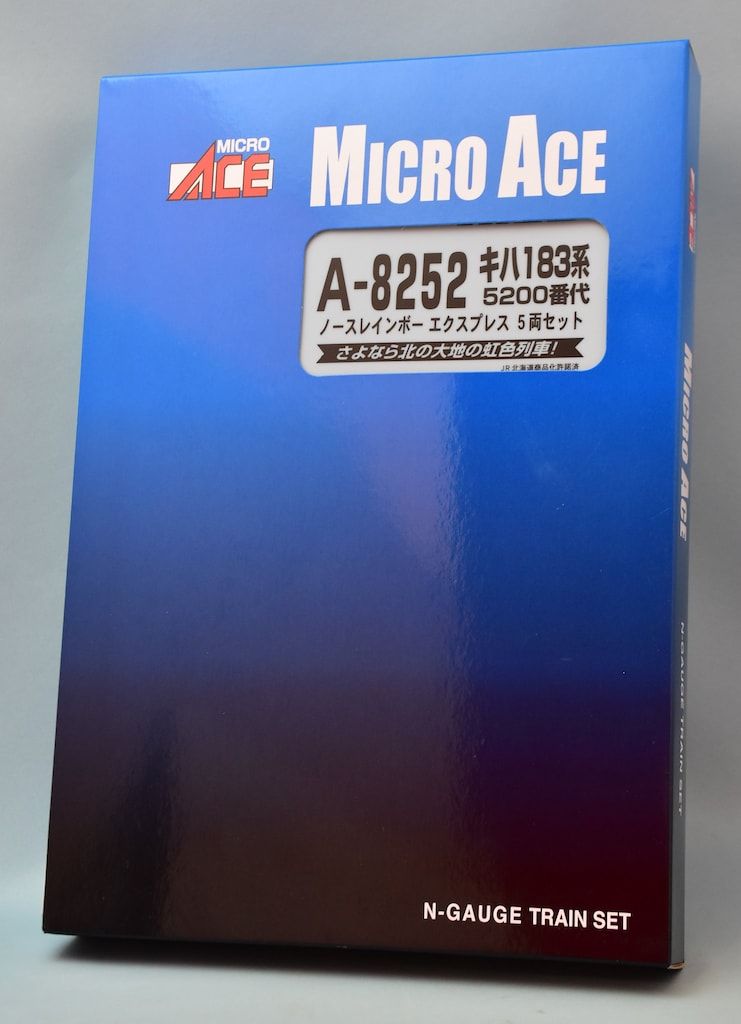 MICRO
ACE
MICRO ACE
A-8252
キハ183系
5200番代
ノースレインボー エクスプレス 5両セット
さよなら北の大地の虹色列車!
JR北海道商品化許諾済
MICRO ACE
N-GAUGE TRAIN SET
N-GAUGE TRAIN SET